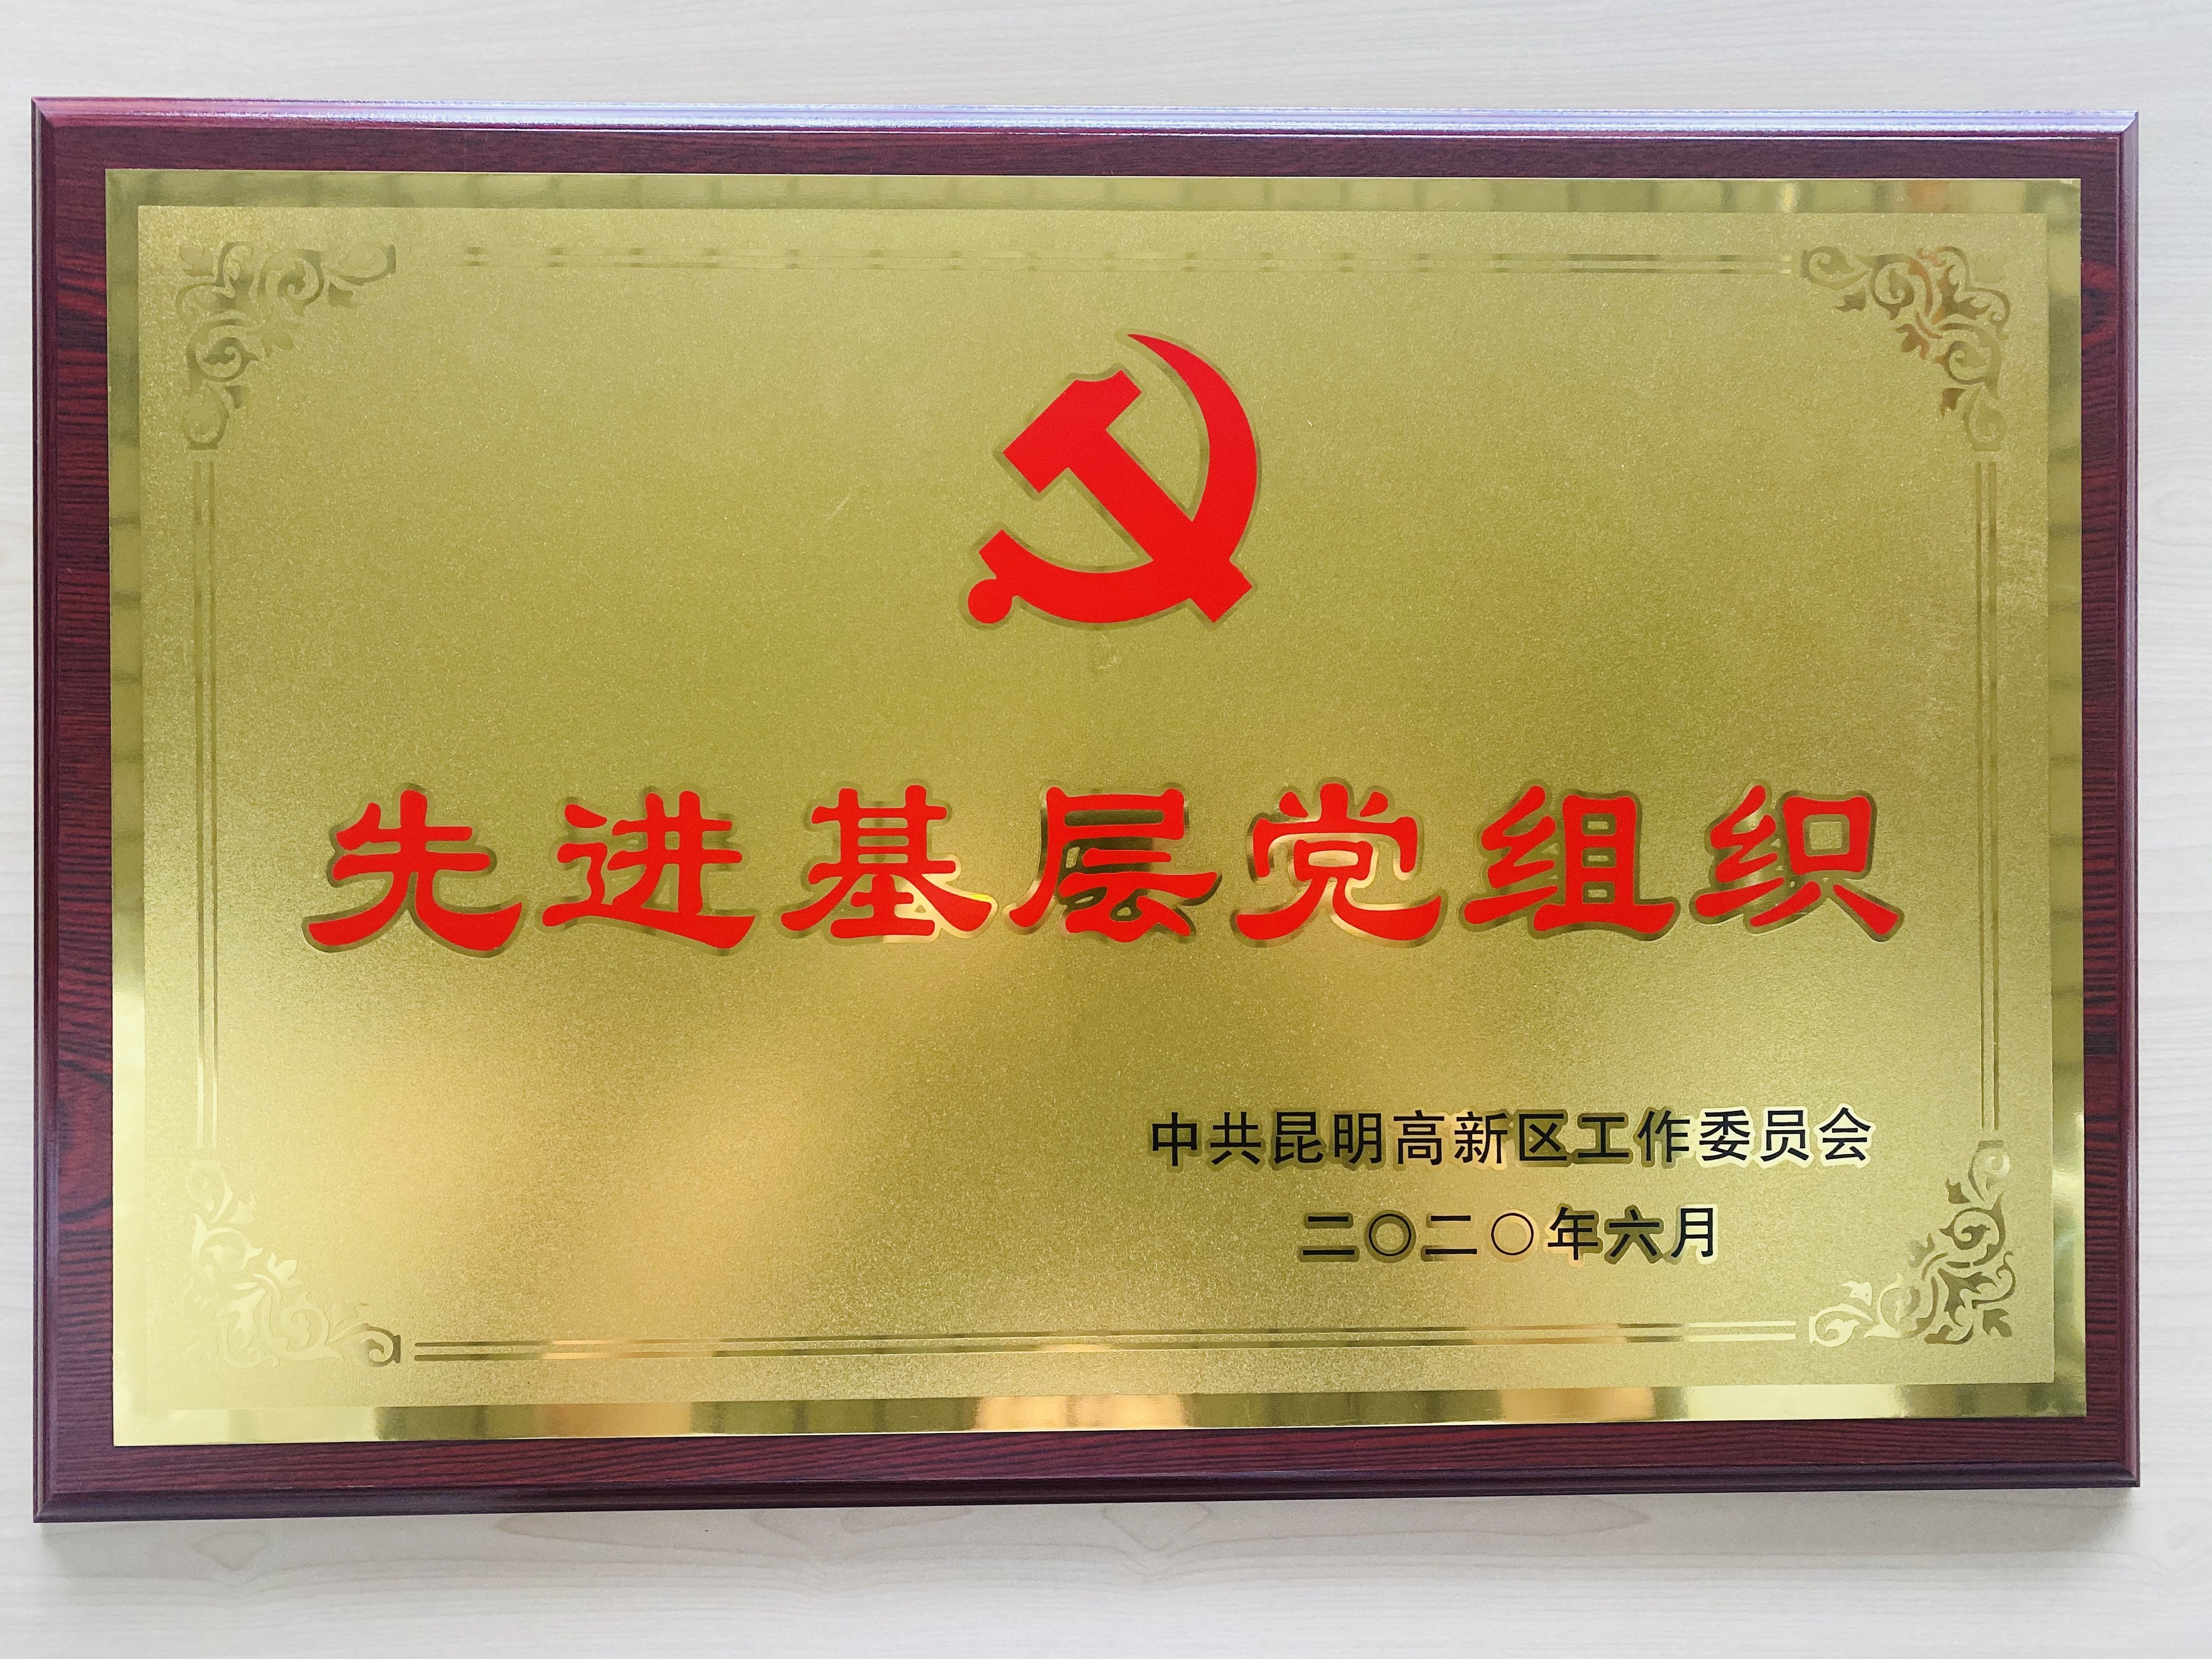 先进基层党组织
中共昆明高新区工作委员会
二〇二〇年六月